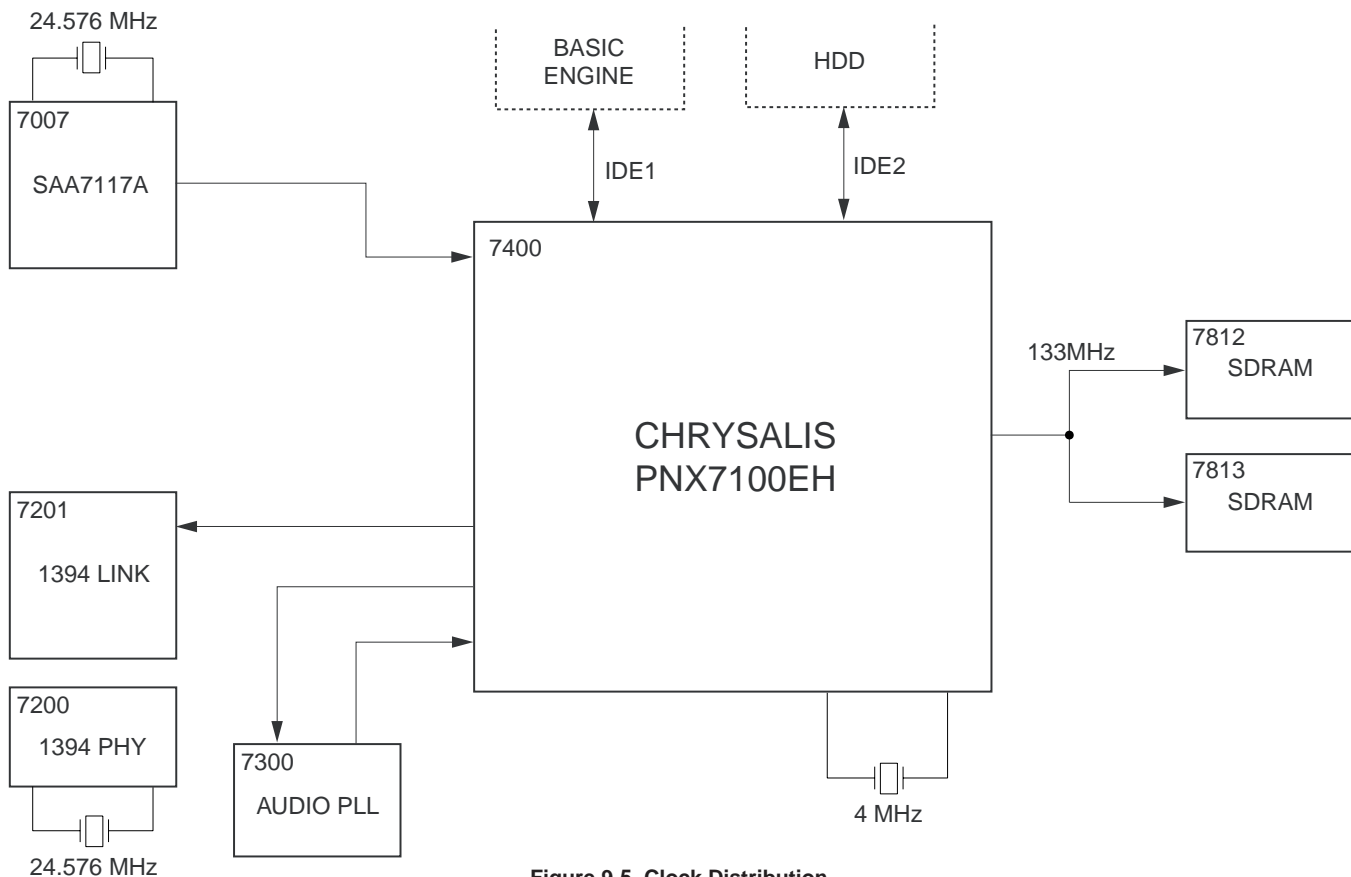 24.576 MHz
7007
SAA7117A
BASIC
ENGINE
HDD
IDE1
IDE2
7400
CHRYSALIS
PNX7100EH
133MHz
7812
SDRAM
7813
SDRAM
7201
1394 LINK
7200
1394 PHY
24.576 MHz
7300
AUDIO PLL
4 MHz
Figure 9-5 Clock Distribution